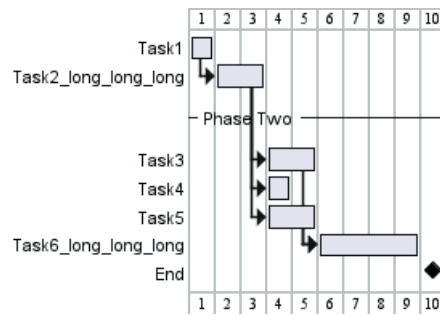 1 2 3 4 5 6 7 8 9 10
Task1
Task2_long_long_long
Phase Two
Task3
Task4
Task5
Task6_long_long_long
End
1 2 3 4 5 6 7 8 9 10